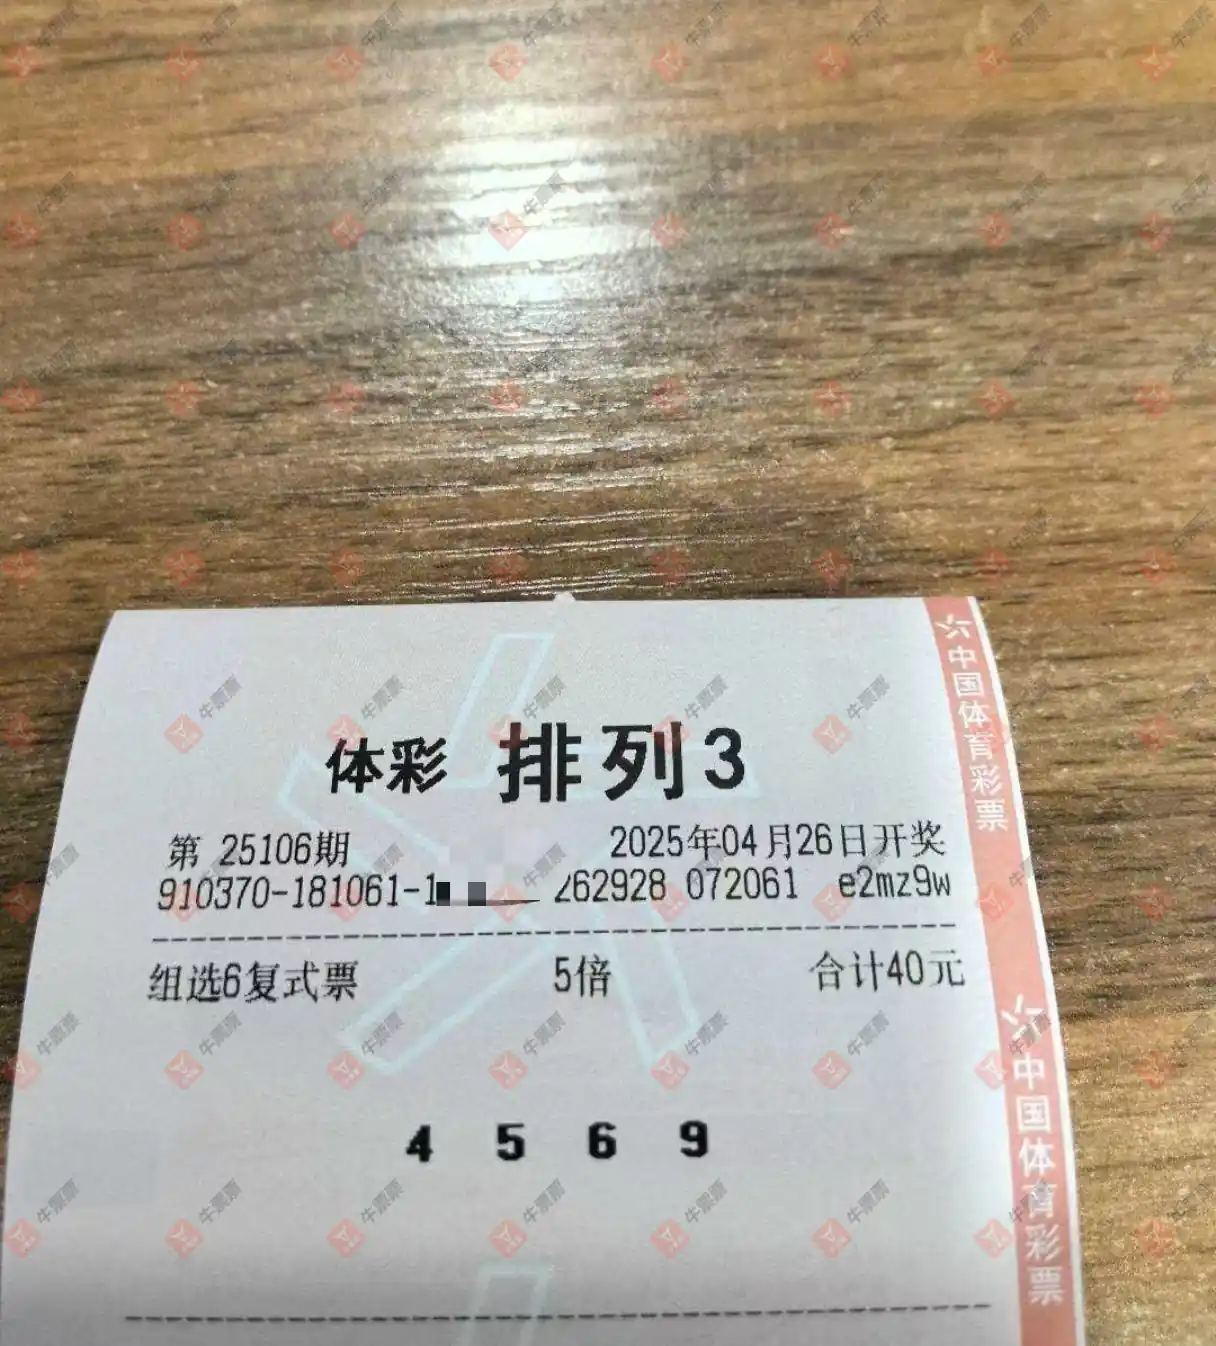 体彩 排列3
第 25106期 2025年04月26日开奖
910370-181061-1 262928 072061 e2mz9w
组选6复式票 5倍 合计40元
4 5 6 9
中国体育彩票
中国体育彩票
牛票票